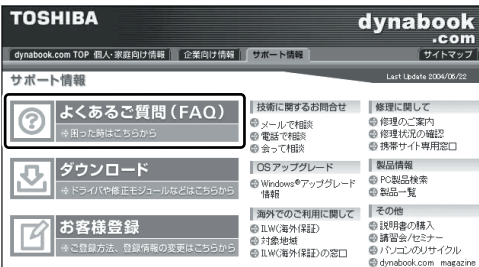 TOSHIBA
dynabook
.com
dynabook.com TOP
個人・家庭向け情報
企業向け情報
サポート情報
サイトマップ
サポート情報
Last Update 2004/06/22
よくあるご質問(FAQ)
困った時はこちらから
ダウンロード
ドライバや修正モジュールなどはこちらから
お客様登録
ご登録方法、登録情報の変更はこちらから
技術に関するお問合せ
メールで相談
電話で相談
会って相談
OSアップグレード
Windows®アップグレード
情報
海外でのご利用に関して
ILW(海外保証)
対象地域
ILW(海外保証)の窓口
修理に関して
修理のご案内
修理状況の確認
携帯サイト専用窓口
製品情報
PC製品検索
製品一覧
その他
説明書の購入
講習会/セミナー
パソコンのリサイクル
dynabook.com magazine